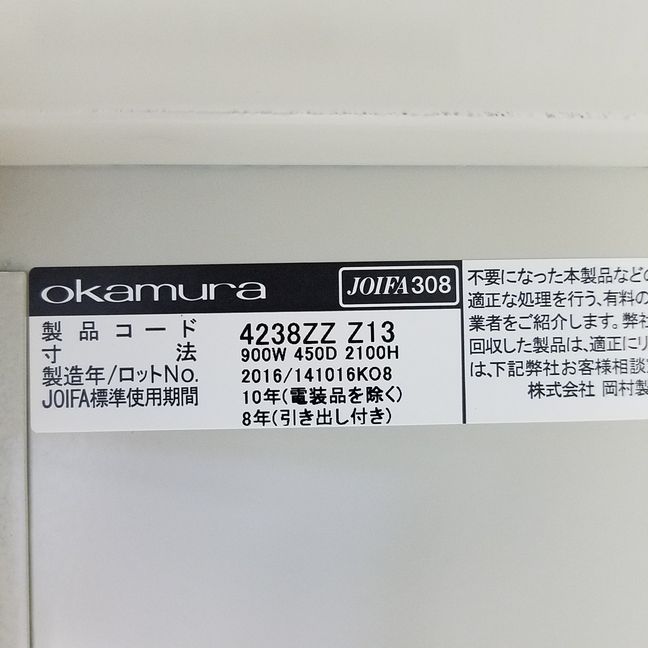 okamura
JOIFA308
製品コード 4238ZZ Z13
寸法 900W 450D 2100H
製造年/ロットNo. 2016/141016K08
JOIFA標準使用期間 10年(電装品を除く)
8年(引き出し付き)
不要になった本製品などの
適正な処理を行う、有料の
業者をご紹介します。弊社
回収した製品は、適正にリ
は、下記弊社お客様相談
株式会社 岡村製